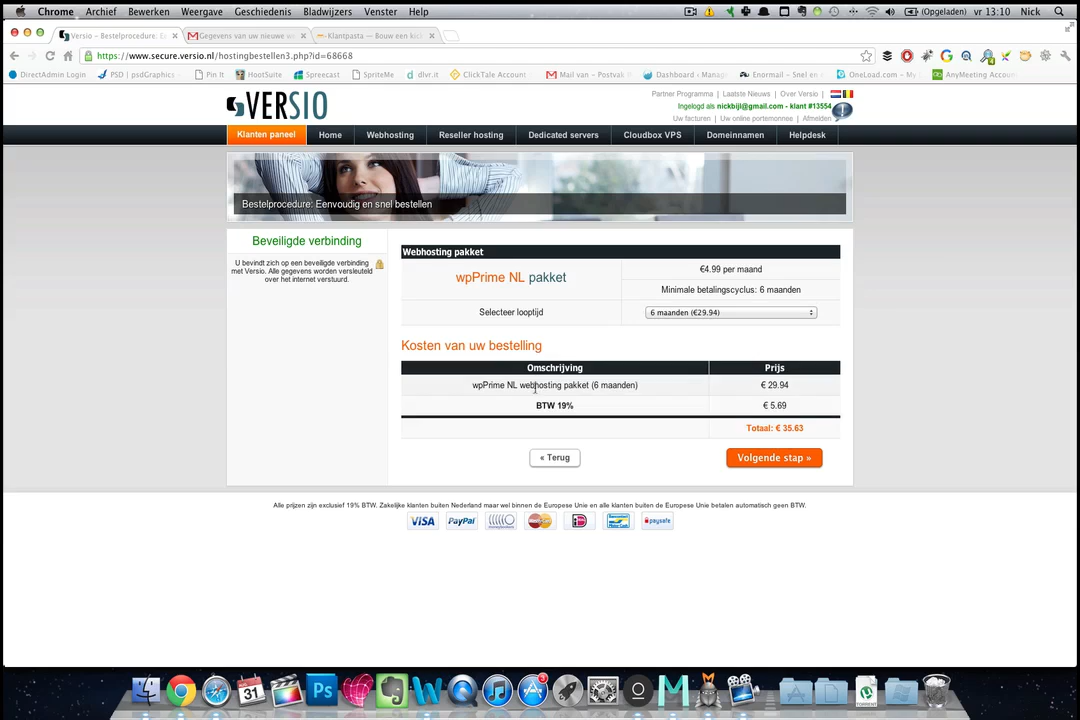 Chrome Archief Bewerken Weergave Geschiedenis Bladwijzers Venster Help (Opgeladen) vr 13:10 Nick
Versio – Bestelprocedure: E Gegevens van uw nieuwe w Klantpasta — Bouw een kic
https://www.secure.versio.nl/hostingbestellen3.php?id=68668
DirectAdmin Login PSD | psdGraphics Pin It HootSuite Spreecast SpriteMe dlvr.it ClickTale Account Mail van – Postvak Dashboard ‹ Manag Enormail – Snel en OneLoad.com – My AnyMeeting Accoun
VERSIO
Partner Programma | Laatste Nieuws | Over Versio |
Ingelogd als nickbijl@gmail.com - klant #13554
Uw facturen | Uw online portemonnee | Afmelden
Klanten paneel Home Webhosting Reseller hosting Dedicated servers Cloudbox VPS Domeinnamen Helpdesk
Bestelprocedure: Eenvoudig en snel bestellen
Beveiligde verbinding
U bevindt zich op een beveiligde verbinding
met Versio. Alle gegevens worden versleuteld
over het internet verstuurd.
Webhosting pakket
wpPrime NL pakket
€4.99 per maand
Minimale betalingscyclus: 6 maanden
Selecteer looptijd 6 maanden (€29.94)
Kosten van uw bestelling
Omschrijving Prijs
wpPrime NL webhosting pakket (6 maanden) € 29.94
BTW 19% € 5.69
Totaal: € 35.63
« Terug Volgende stap »
Alle prijzen zijn exclusief 19% BTW. Zakelijke klanten buiten Nederland maar wel binnen de Europese Unie en alle klanten buiten de Europese Unie betalen automatisch geen BTW.
VISA PayPal MasterCard paysafe
31 Ps 3
TORRENT